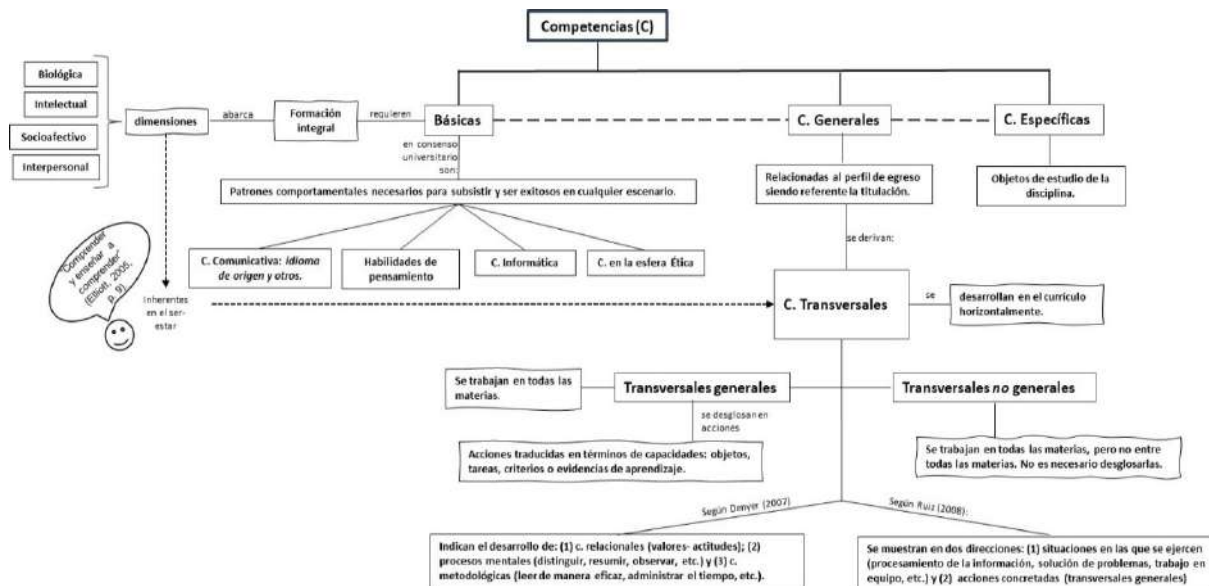 Competencias (C)
Biológica
Intelectual
Socioafectivo
Interpersonal
dimensiones
abarca
Formación
integral
requieren
Básicas
C. Generales
C. Específicas
en consenso
universitario
son:
Patrones comportamentales necesarios para subsistir y ser exitosos en cualquier escenario.
Relacionadas al perfil de egreso
siendo referente la titulación.
Objetos de estudio de la
disciplina.
C. Comunicativa: idioma
de origen y otros.
Habilidades de
pensamiento
C. Informática
C. en la esfera Ética
se derivan:
"Comprender
y enseñar a
comprender"
(Elliott, 2005,
p. 9)
Inherentes
en el ser-
estar
C. Transversales
se
desarrollan en el currículo
horizontalmente.
Se trabajan en todas las
materias.
Transversales generales
Transversales no generales
se desglosan en
acciones
Acciones traducidas en términos de capacidades: objetos,
tareas, criterios o evidencias de aprendizaje.
Se trabajan en todas las materias, pero no entre
todas las materias. No es necesario desglosarlas.
Según Denyer (2007)
Según Ruiz (2008):
Indican el desarrollo de: (1) c. relacionales (valores- actitudes); (2)
procesos mentales (distinguir, resumir, observar, etc.) y (3) c.
metodológicas (leer de manera eficaz, administrar el tiempo, etc.).
Se muestran en dos direcciones: (1) situaciones en las que se ejercen
(procesamiento de la información, solución de problemas, trabajo en
equipo, etc.) y (2) acciones concretadas (transversales generales)